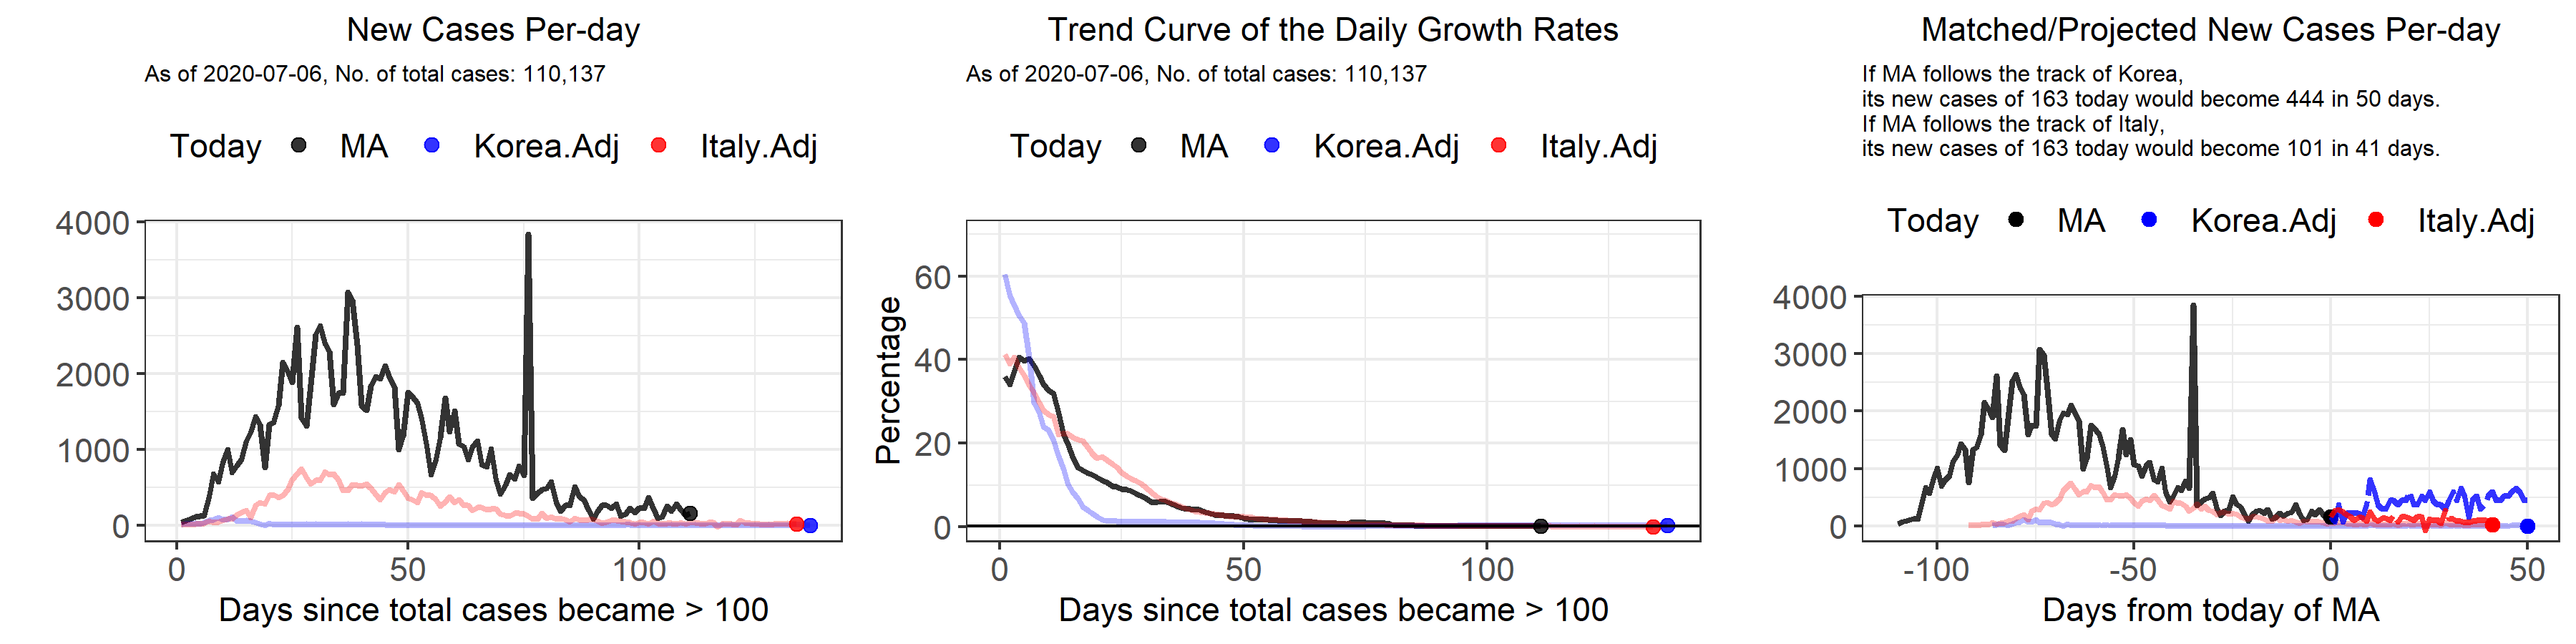 New Cases Per-day
As of 2020-07-06, No. of total cases: 110,137
Today MA Korea.Adj Italy.Adj
4000
3000
2000
1000
0
0 50 100
Days since total cases became > 100
Trend Curve of the Daily Growth Rates
As of 2020-07-06, No. of total cases: 110,137
Today MA Korea.Adj Italy.Adj
Percentage
60
40
20
0
0 50 100
Days since total cases became > 100
Matched/Projected New Cases Per-day
If MA follows the track of Korea,
its new cases of 163 today would become 444 in 50 days.
If MA follows the track of Italy,
its new cases of 163 today would become 101 in 41 days.
Today MA Korea.Adj Italy.Adj
4000
3000
2000
1000
0
-100 -50 0 50
Days from today of MA